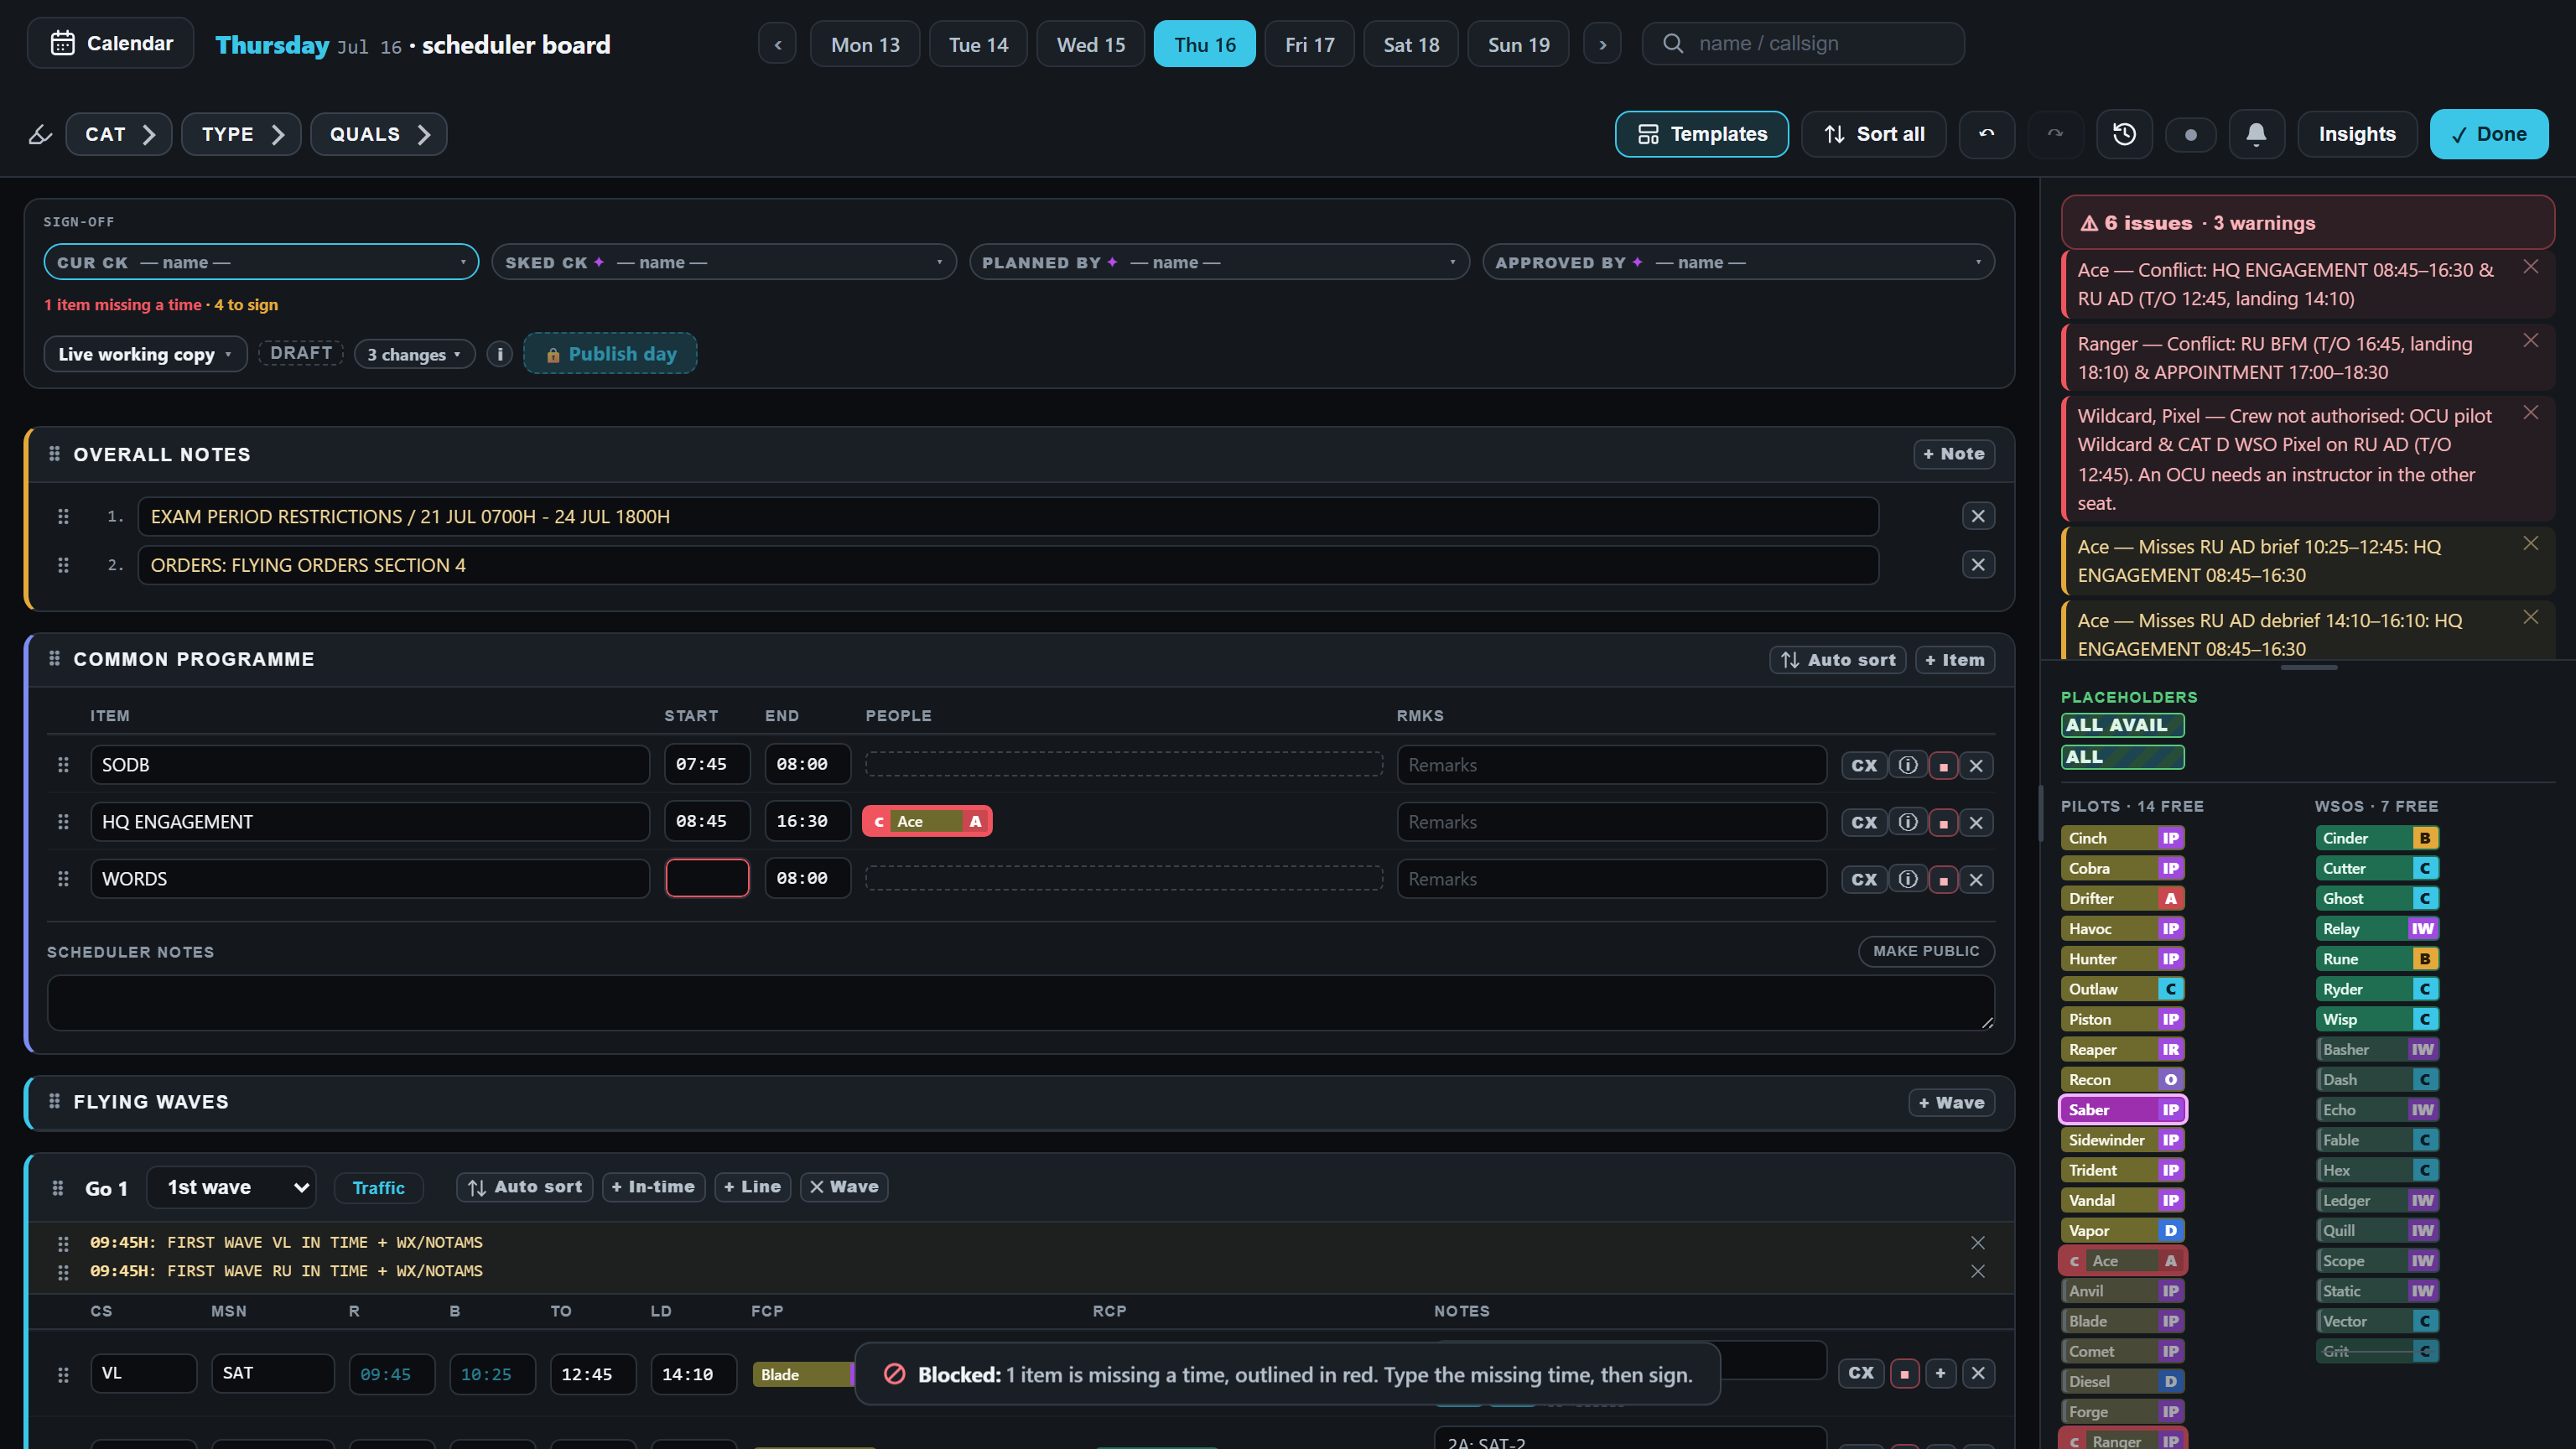 Calendar
Thursday Jul 16 · scheduler board
‹ Mon 13 Tue 14 Wed 15 Thu 16 Fri 17 Sat 18 Sun 19 ›
name / callsign
CAT TYPE QUALS
Templates Sort all Insights ✓ Done
SIGN-OFF
CUR CK — name —
SKED CK ✦ — name —
PLANNED BY ✦ — name —
APPROVED BY ✦ — name —
1 item missing a time · 4 to sign
Live working copy DRAFT 3 changes i Publish day
OVERALL NOTES + Note
1. EXAM PERIOD RESTRICTIONS / 21 JUL 0700H - 24 JUL 1800H
2. ORDERS: FLYING ORDERS SECTION 4
COMMON PROGRAMME Auto sort + Item
ITEM START END PEOPLE RMKS
SODB 07:45 08:00 Remarks CX
HQ ENGAGEMENT 08:45 16:30 c Ace A Remarks CX
WORDS 08:00 Remarks CX
SCHEDULER NOTES MAKE PUBLIC
FLYING WAVES + Wave
Go 1 1st wave Traffic Auto sort + In-time + Line Wave
09:45H: FIRST WAVE VL IN TIME + WX/NOTAMS
09:45H: FIRST WAVE RU IN TIME + WX/NOTAMS
CS MSN R B TO LD FCP RCP NOTES
VL SAT 09:45 10:25 12:45 14:10 Blade CX +
Blocked: 1 item is missing a time, outlined in red. Type the missing time, then sign.
2A: SAT-2
6 issues · 3 warnings
Ace — Conflict: HQ ENGAGEMENT 08:45–16:30 &
RU AD (T/O 12:45, landing 14:10)
Ranger — Conflict: RU BFM (T/O 16:45, landing
18:10) & APPOINTMENT 17:00–18:30
Wildcard, Pixel — Crew not authorised: OCU pilot
Wildcard & CAT D WSO Pixel on RU AD (T/O
12:45). An OCU needs an instructor in the other
seat.
Ace — Misses RU AD brief 10:25–12:45: HQ
ENGAGEMENT 08:45–16:30
Ace — Misses RU AD debrief 14:10–16:10: HQ
ENGAGEMENT 08:45–16:30
PLACEHOLDERS
ALL AVAIL
ALL
PILOTS · 14 FREE
Cinch IP
Cobra IP
Drifter A
Havoc IP
Hunter IP
Outlaw C
Piston IP
Reaper IR
Recon O
Saber IP
Sidewinder IP
Trident IP
Vandal IP
Vapor D
c Ace A
Anvil IP
Blade IP
Comet IP
Diesel D
Forge IP
c Ranger IP
WSOS · 7 FREE
Cinder B
Cutter C
Ghost C
Relay IW
Rune B
Ryder C
Wisp C
Basher IW
Dash C
Echo IW
Fable C
Hex C
Ledger IW
Quill IW
Scope IW
Static IW
Vector C
Grit C